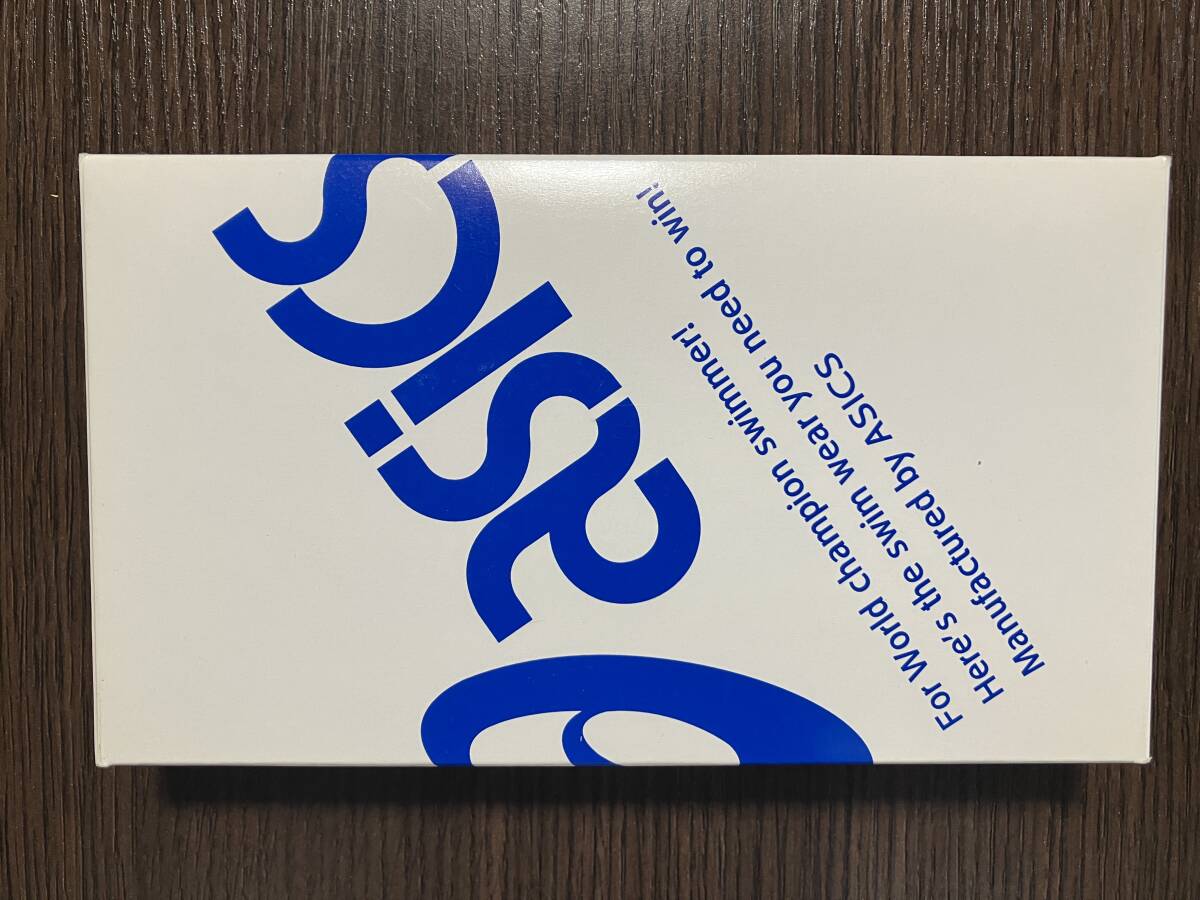 asics
For World champion swimmer!
Here's the swim wear you need to win!
Manufactured by ASICS